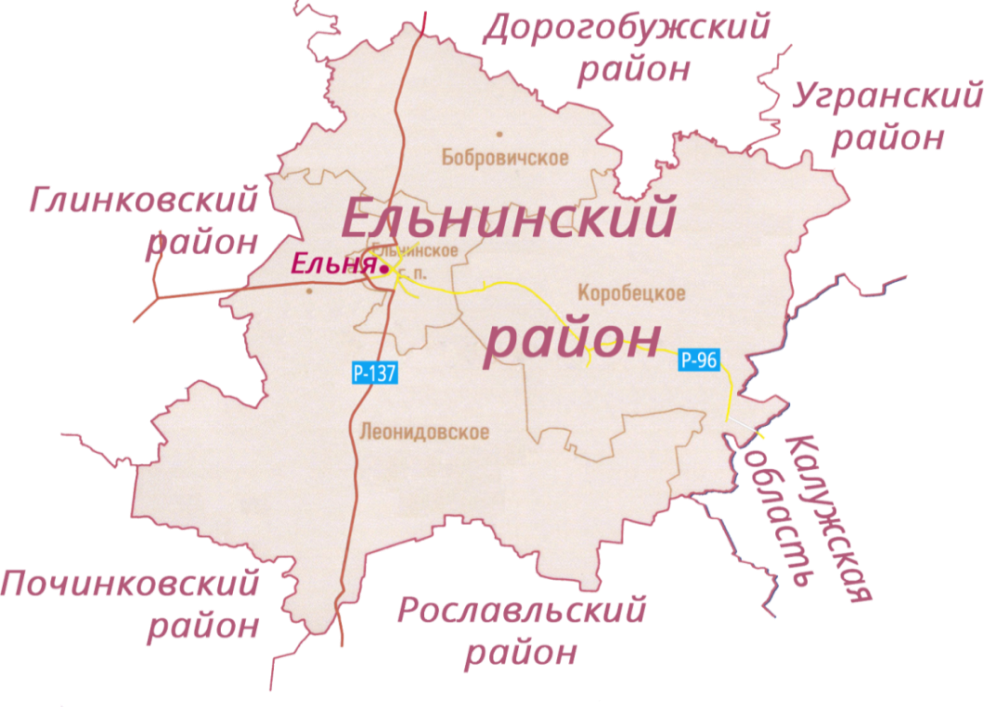 Дорогобужский
район
Угранский
район
Бобровичское
Глинковский
район
Ельнинский
Ельнинское
с. п.
Ельня
Коробецкое
район
Р-96
Р-137
Леонидовское
Калужская
область
Починковский
район
Рославльский
район